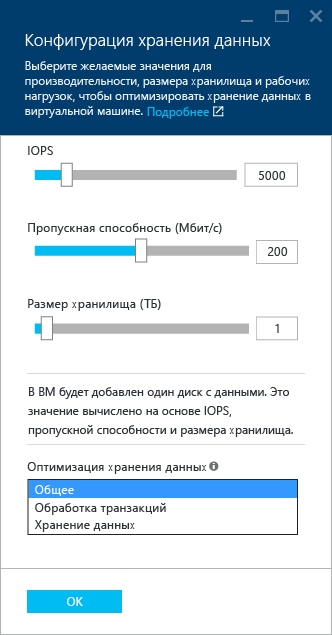 Конфигурация хранения данных
Выберите желаемые значения для
производительности, размера хранилища и рабочих
нагрузок, чтобы оптимизировать хранение данных в
виртуальной машине. Подробнее
IOPS
5000
Пропускная способность (Мбит/с)
200
Размер хранилища (ТБ)
1
В ВМ будет добавлен один диск с данными. Это
значение вычислено на основе IOPS,
пропускной способности и размера хранилища.
Оптимизация хранения данных
Общее
Обработка транзакций
Хранение данных
ОК